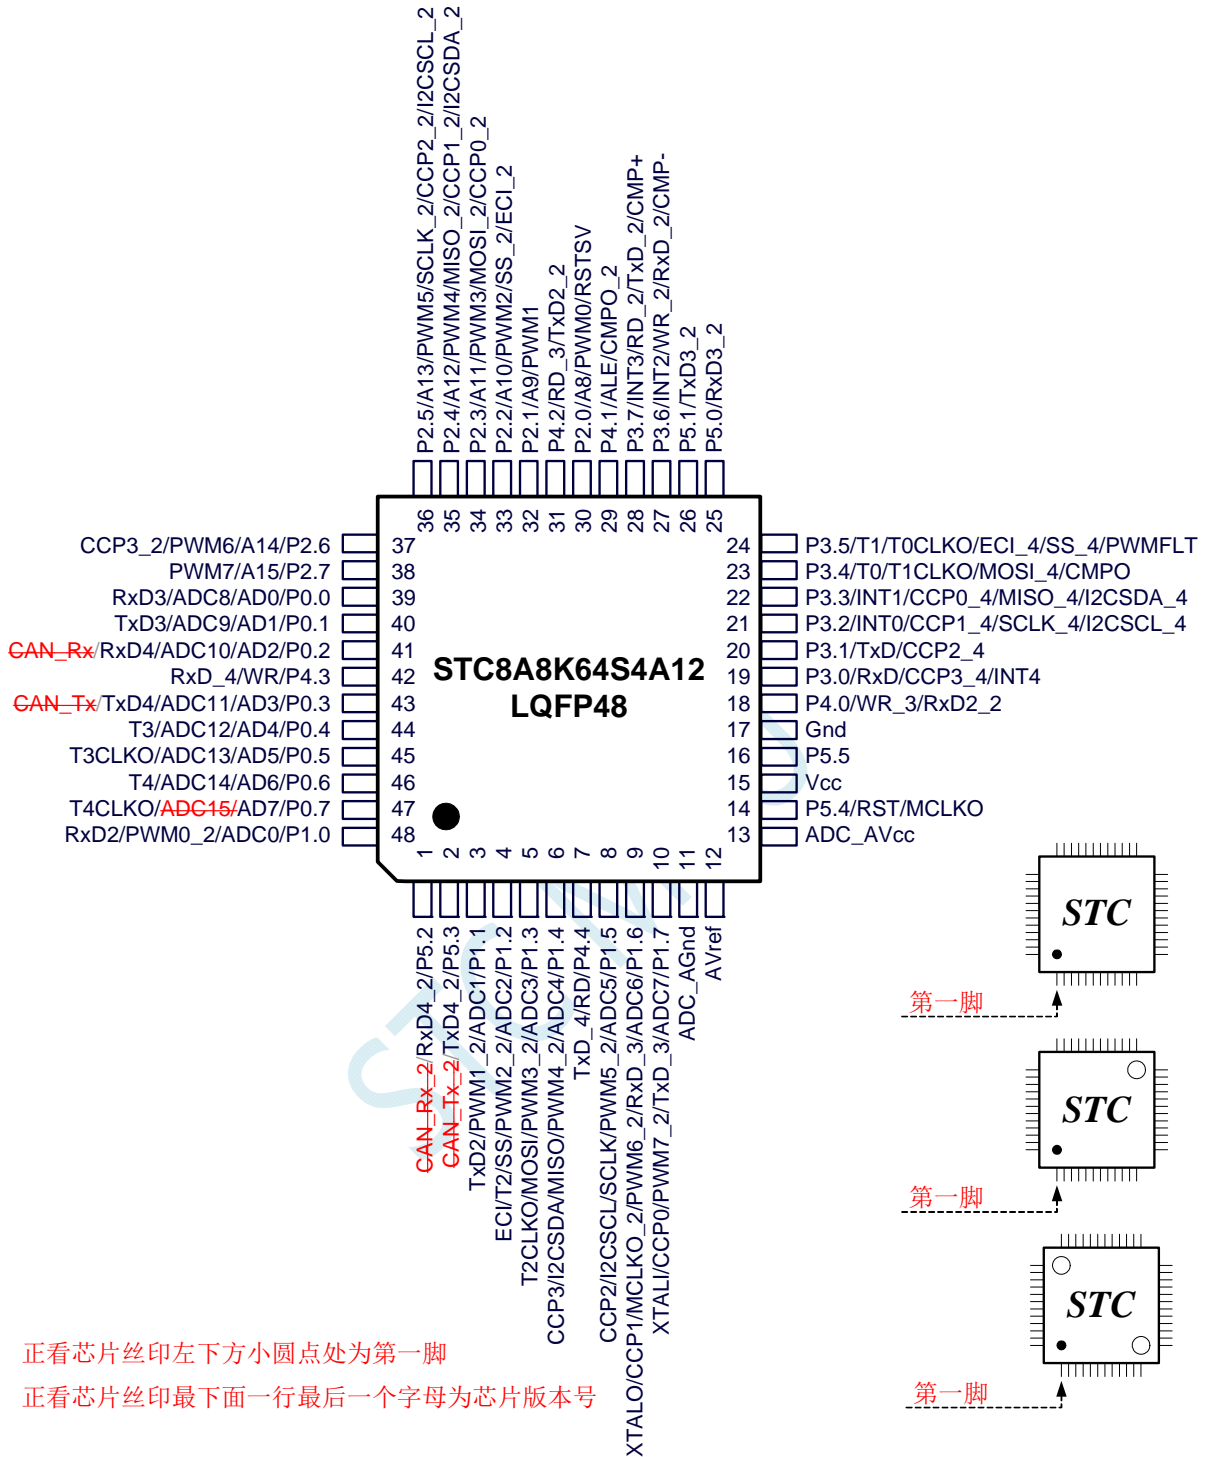 P2.5/A13/PWM5/SCLK_2/CCP2_2/I2CSCL_2
P2.4/A12/PWM4/MISO_2/CCP1_2/I2CSDA_2
P2.3/A11/PWM3/MOSI_2/CCP0_2
P2.2/A10/PWM2/SS_2/ECI_2
P2.1/A9/PWM1
P4.2/RD_3/TxD2_2
P2.0/A8/PWM0/RSTSV
P4.1/ALE/CMPO_2
P3.7/INT3/RD_2/TxD_2/CMP+
P3.6/INT2/WR_2/RxD_2/CMP-
P5.1/TxD3_2
P5.0/RxD3_2
36 35 34 33 32 31 30 29 28 27 26 25
CCP3_2/PWM6/A14/P2.6 37
PWM7/A15/P2.7 38
RxD3/ADC8/AD0/P0.0 39
TxD3/ADC9/AD1/P0.1 40
CAN_Rx/RxD4/ADC10/AD2/P0.2 41
RxD_4/WR/P4.3 42
CAN_Tx/TxD4/ADC11/AD3/P0.3 43
T3/ADC12/AD4/P0.4 44
T3CLKO/ADC13/AD5/P0.5 45
T4/ADC14/AD6/P0.6 46
T4CLKO/ADC15/AD7/P0.7 47
RxD2/PWM0_2/ADC0/P1.0 48
STC8A8K64S4A12
LQFP48
24 P3.5/T1/T0CLKO/ECI_4/SS_4/PWMFLT
23 P3.4/T0/T1CLKO/MOSI_4/CMPO
22 P3.3/INT1/CCP0_4/MISO_4/I2CSDA_4
21 P3.2/INT0/CCP1_4/SCLK_4/I2CSCL_4
20 P3.1/TxD/CCP2_4
19 P3.0/RxD/CCP3_4/INT4
18 P4.0/WR_3/RxD2_2
17 Gnd
16 P5.5
15 Vcc
14 P5.4/RST/MCLKO
13 ADC_AVcc
1 2 3 4 5 6 7 8 9 10 11 12
CAN_Rx_2/RxD4_2/P5.2
CAN_Tx_2/TxD4_2/P5.3
TxD2/PWM1_2/ADC1/P1.1
ECI/T2/SS/PWM2_2/ADC2/P1.2
T2CLKO/MOSI/PWM3_2/ADC3/P1.3
CCP3/I2CSDA/MISO/PWM4_2/ADC4/P1.4
TxD_4/RD/P4.4
CCP2/I2CSCL/SCLK/PWM5_2/ADC5/P1.5
XTALO/CCP1/MCLKO_2/PWM6_2/RxD_3/ADC6/P1.6
XTALI/CCP0/PWM7_2/TxD_3/ADC7/P1.7
ADC_AGnd
AVref
STC
第一脚
STC
第一脚
STC
第一脚
正看芯片丝印左下方小圆点处为第一脚
正看芯片丝印最下面一行最后一个字母为芯片版本号